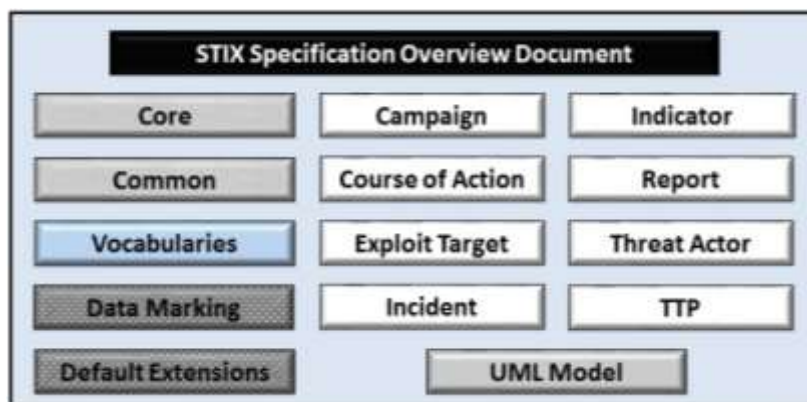 STIX Specification Overview Document
Core
Campaign
Indicator
Common
Course of Action
Report
Vocabularies
Exploit Target
Threat Actor
Data Marking
Incident
TTP
Default Extensions
UML Model